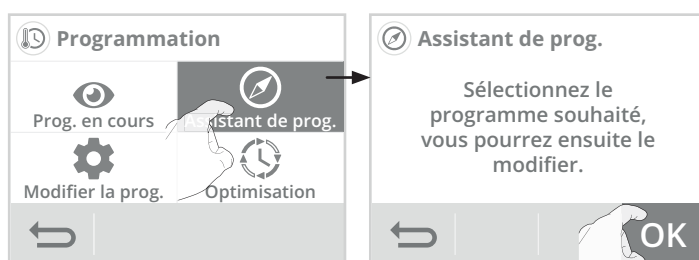 Programmation
Prog. en cours
Assistant de prog.
Modifier la prog.
Optimisation
Assistant de prog.
Sélectionnez le
programme souhaité,
vous pourrez ensuite le
modifier.
OK